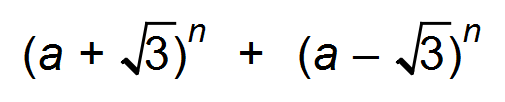 (a + √3)ⁿ + (a – √3)ⁿ